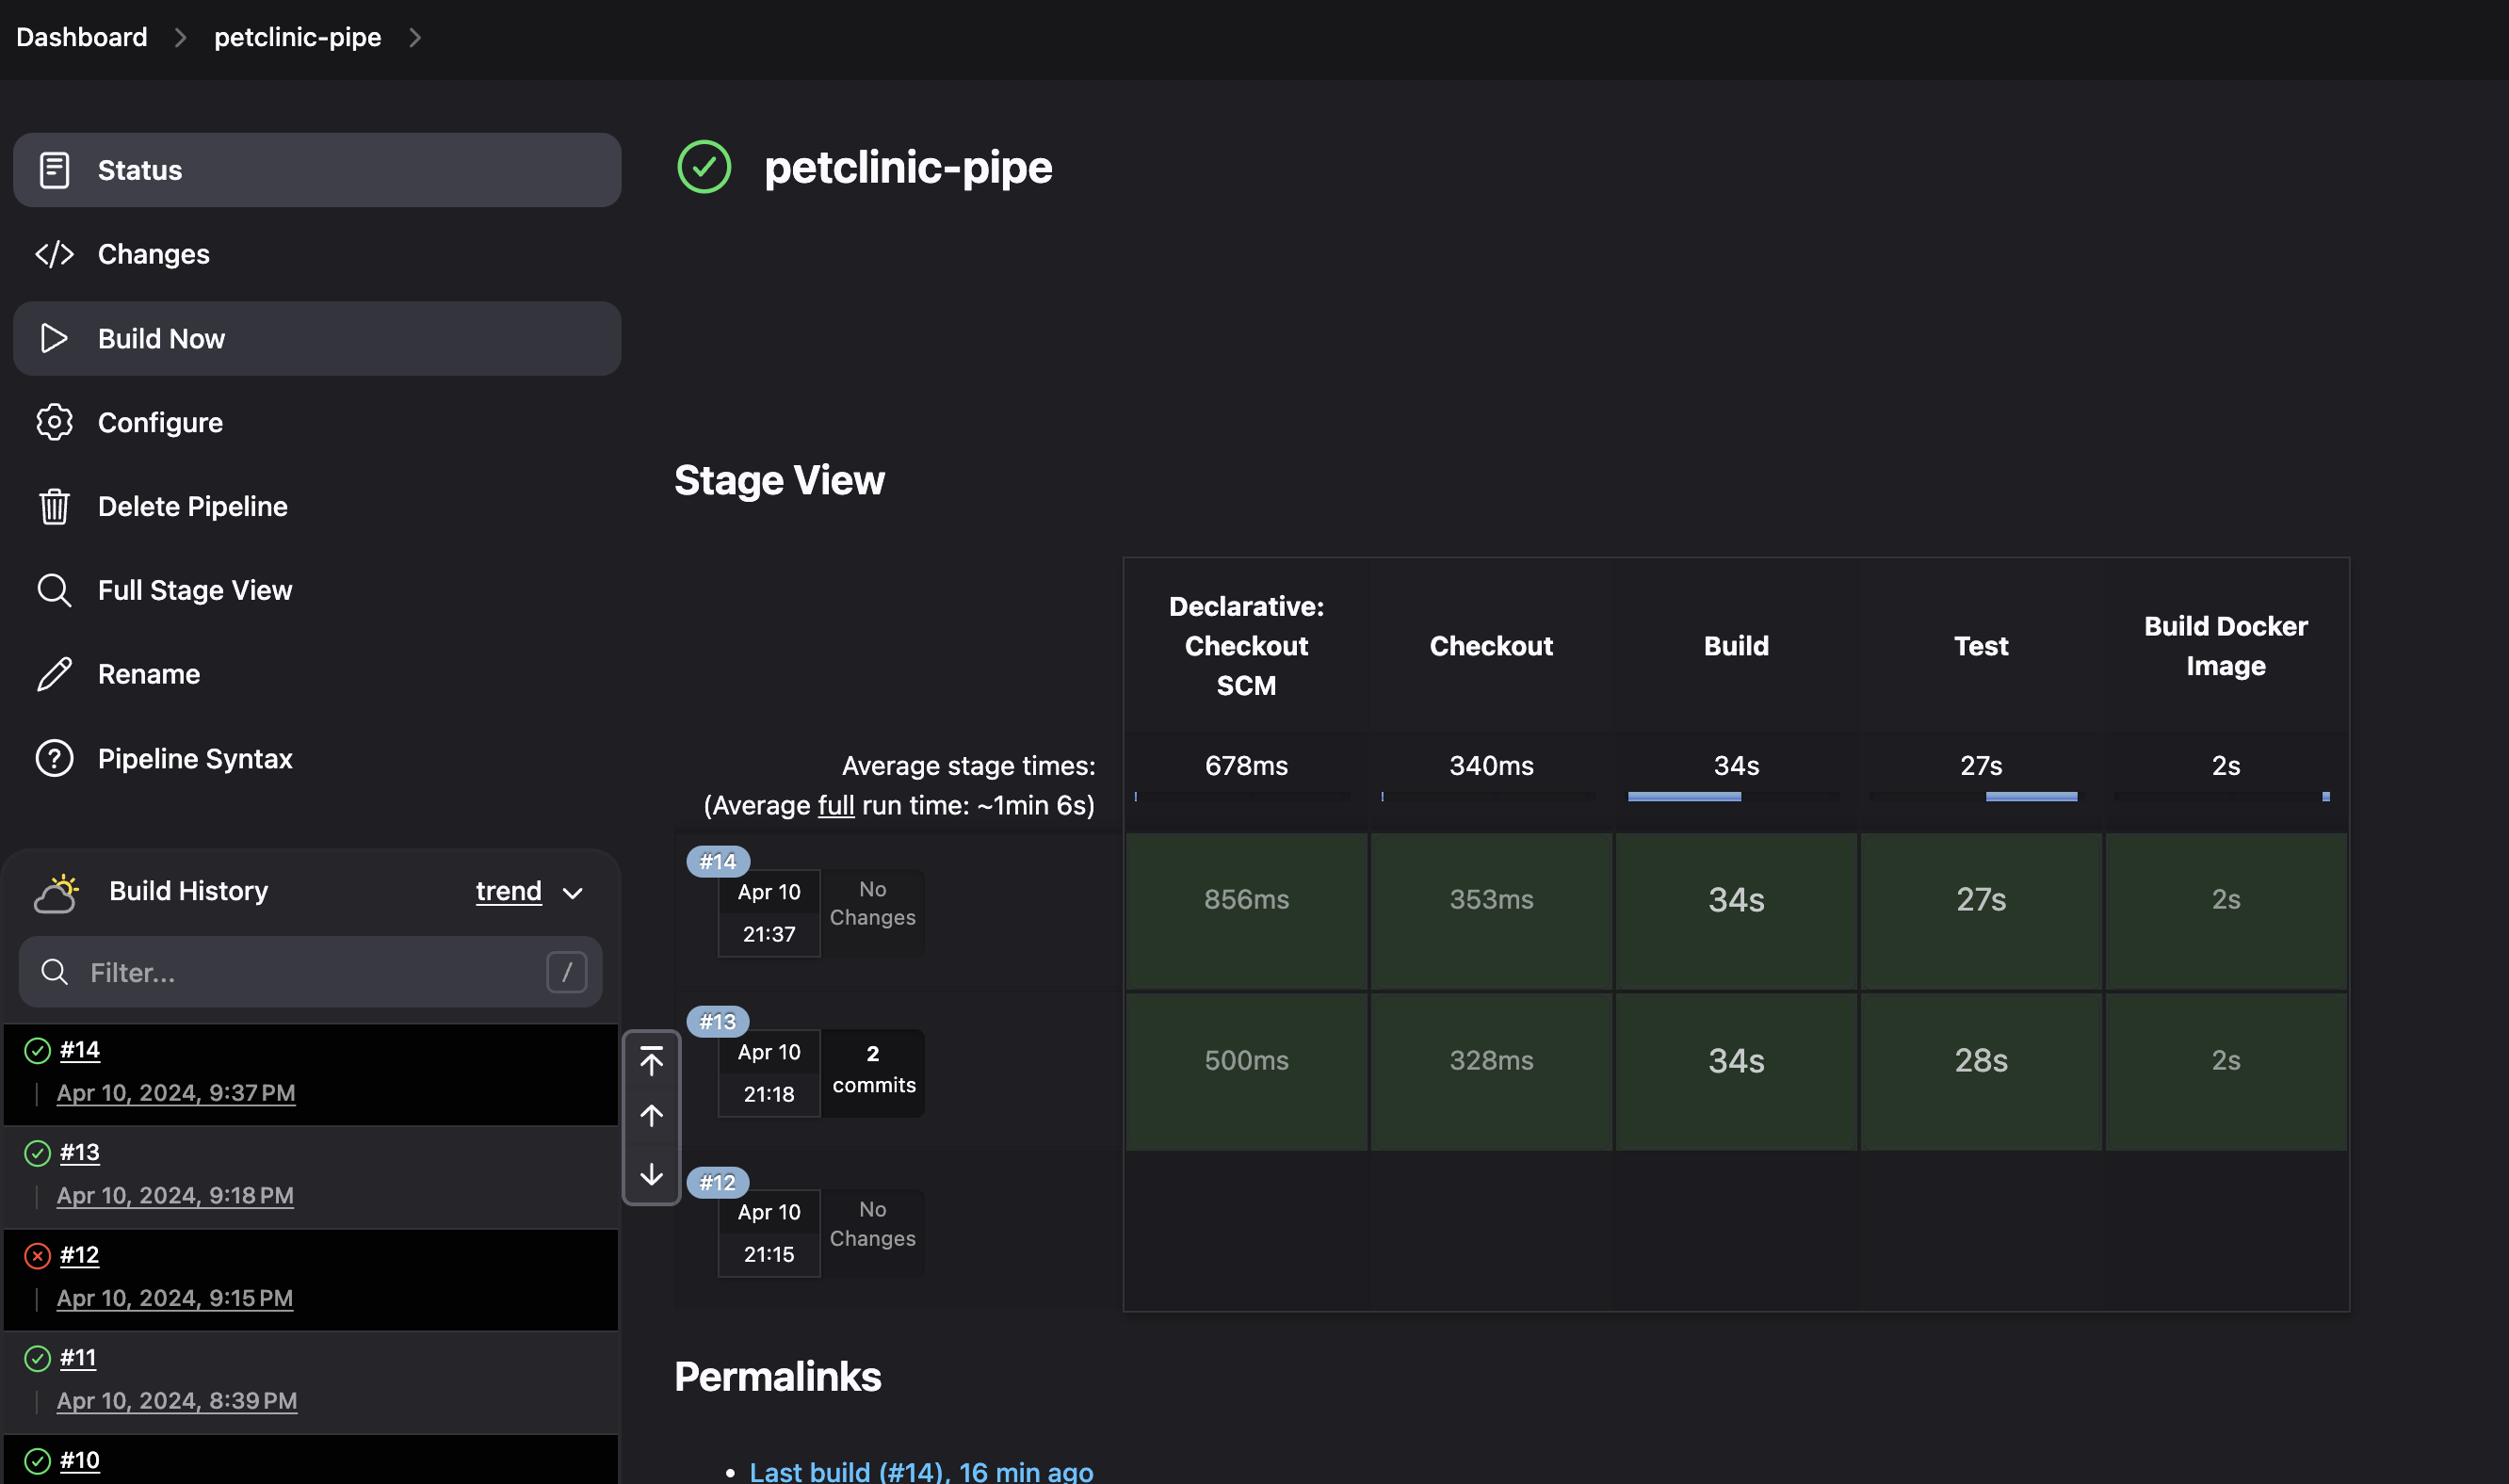 Dashboard > petclinic-pipe >
Status
Changes
Build Now
Configure
Delete Pipeline
Full Stage View
Rename
Pipeline Syntax
Build History trend
Filter... /
#14
Apr 10, 2024, 9:37 PM
#13
Apr 10, 2024, 9:18 PM
#12
Apr 10, 2024, 9:15 PM
#11
Apr 10, 2024, 8:39 PM
#10
petclinic-pipe
Stage View
Declarative:
Checkout
SCM
Checkout
Build
Test
Build Docker
Image
Average stage times:
(Average full run time: ~1min 6s)
678ms 340ms 34s 27s 2s
#14
Apr 10
21:37
No
Changes
856ms 353ms 34s 27s 2s
#13
Apr 10
21:18
2
commits
500ms 328ms 34s 28s 2s
#12
Apr 10
21:15
No
Changes
Permalinks
• Last build (#14), 16 min ago